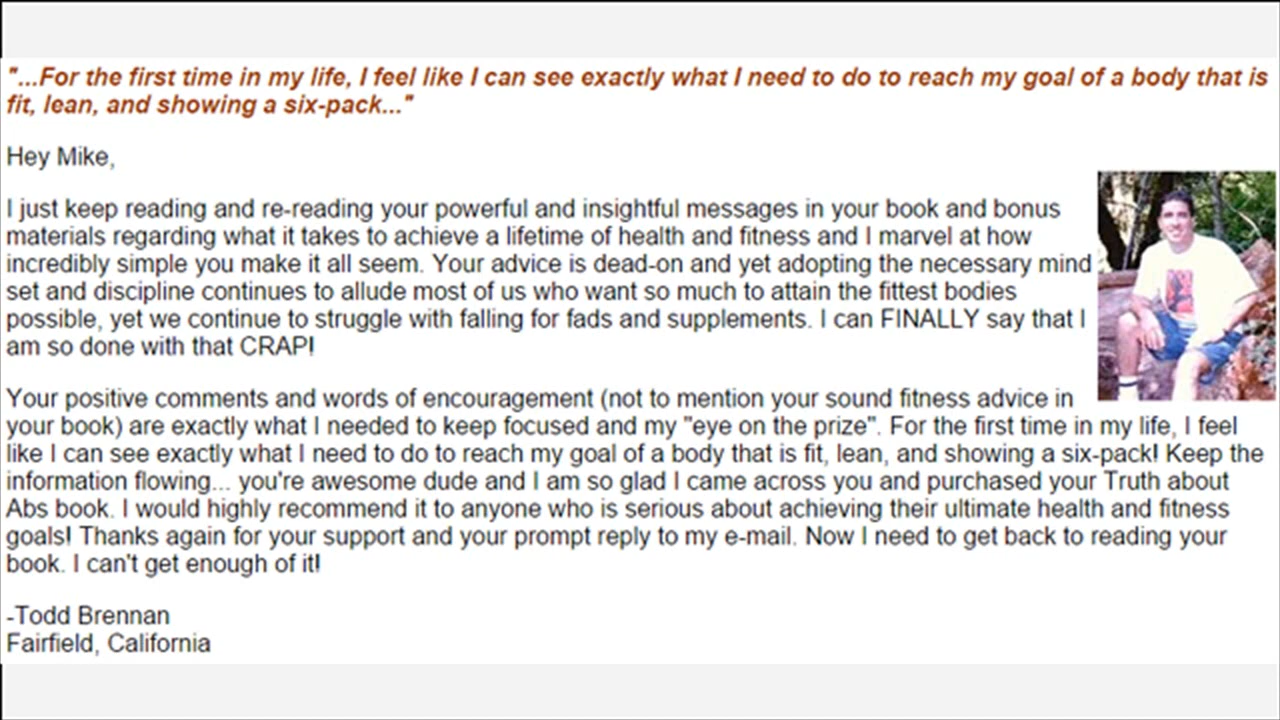 "...For the first time in my life, I feel like I can see exactly what I need to do to reach my goal of a body that is
fit, lean, and showing a six-pack..."
Hey Mike,
I just keep reading and re-reading your powerful and insightful messages in your book and bonus
materials regarding what it takes to achieve a lifetime of health and fitness and I marvel at how
incredibly simple you make it all seem. Your advice is dead-on and yet adopting the necessary mind
set and discipline continues to allude most of us who want so much to attain the fittest bodies
possible, yet we continue to struggle with falling for fads and supplements. I can FINALLY say that I
am so done with that CRAP!
Your positive comments and words of encouragement (not to mention your sound fitness advice in
your book) are exactly what I needed to keep focused and my "eye on the prize". For the first time in my life, I feel
like I can see exactly what I need to do to reach my goal of a body that is fit, lean, and showing a six-pack! Keep the
information flowing... you're awesome dude and I am so glad I came across you and purchased your Truth about
Abs book. I would highly recommend it to anyone who is serious about achieving their ultimate health and fitness
goals! Thanks again for your support and your prompt reply to my e-mail. Now I need to get back to reading your
book. I can't get enough of it!
-Todd Brennan
Fairfield, California